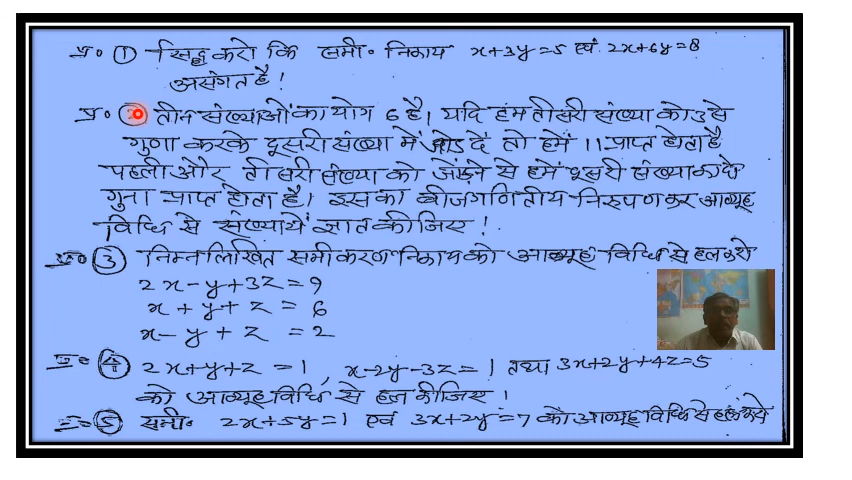 प्र० ① सिद्ध करो कि समी० निकाय x+3y=5 एवं 2x+6y=8
असंगत है!
प्र० ② तीन संख्याओं का योग 6 है। यदि हम तीसरी संख्या को 3 से
गुणा करके दूसरी संख्या में जोड़ दें तो हमें 11 प्राप्त होता है
पहली और तीसरी संख्या को जोड़ने से हमें दूसरी संख्या का दो
गुना प्राप्त होता है। इसका बीजगणितीय निरुपण कर आव्यूह
विधि से संख्यायें ज्ञात कीजिए!
प्र० ③ निम्नलिखित समीकरण निकाय को आव्यूह विधि से हल करो
2x-y+3z=9
x+y+z=6
x-y+z=2
प्र० ④ 2x+y+z=1, x-2y-3z=1 तथा 3x+2y+4z=5
को आव्यूह विधि से हल कीजिए।
प्र० ⑤ समी० 2x+5y=1 एवं 3x+2y=7 को आव्यूह विधि से हल करो